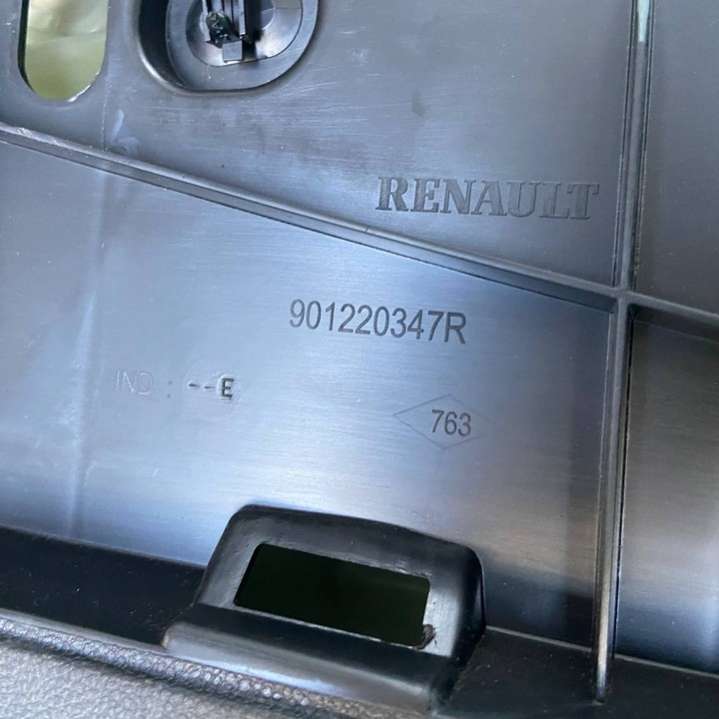 RENAULT
901220347R
IND : --E
763